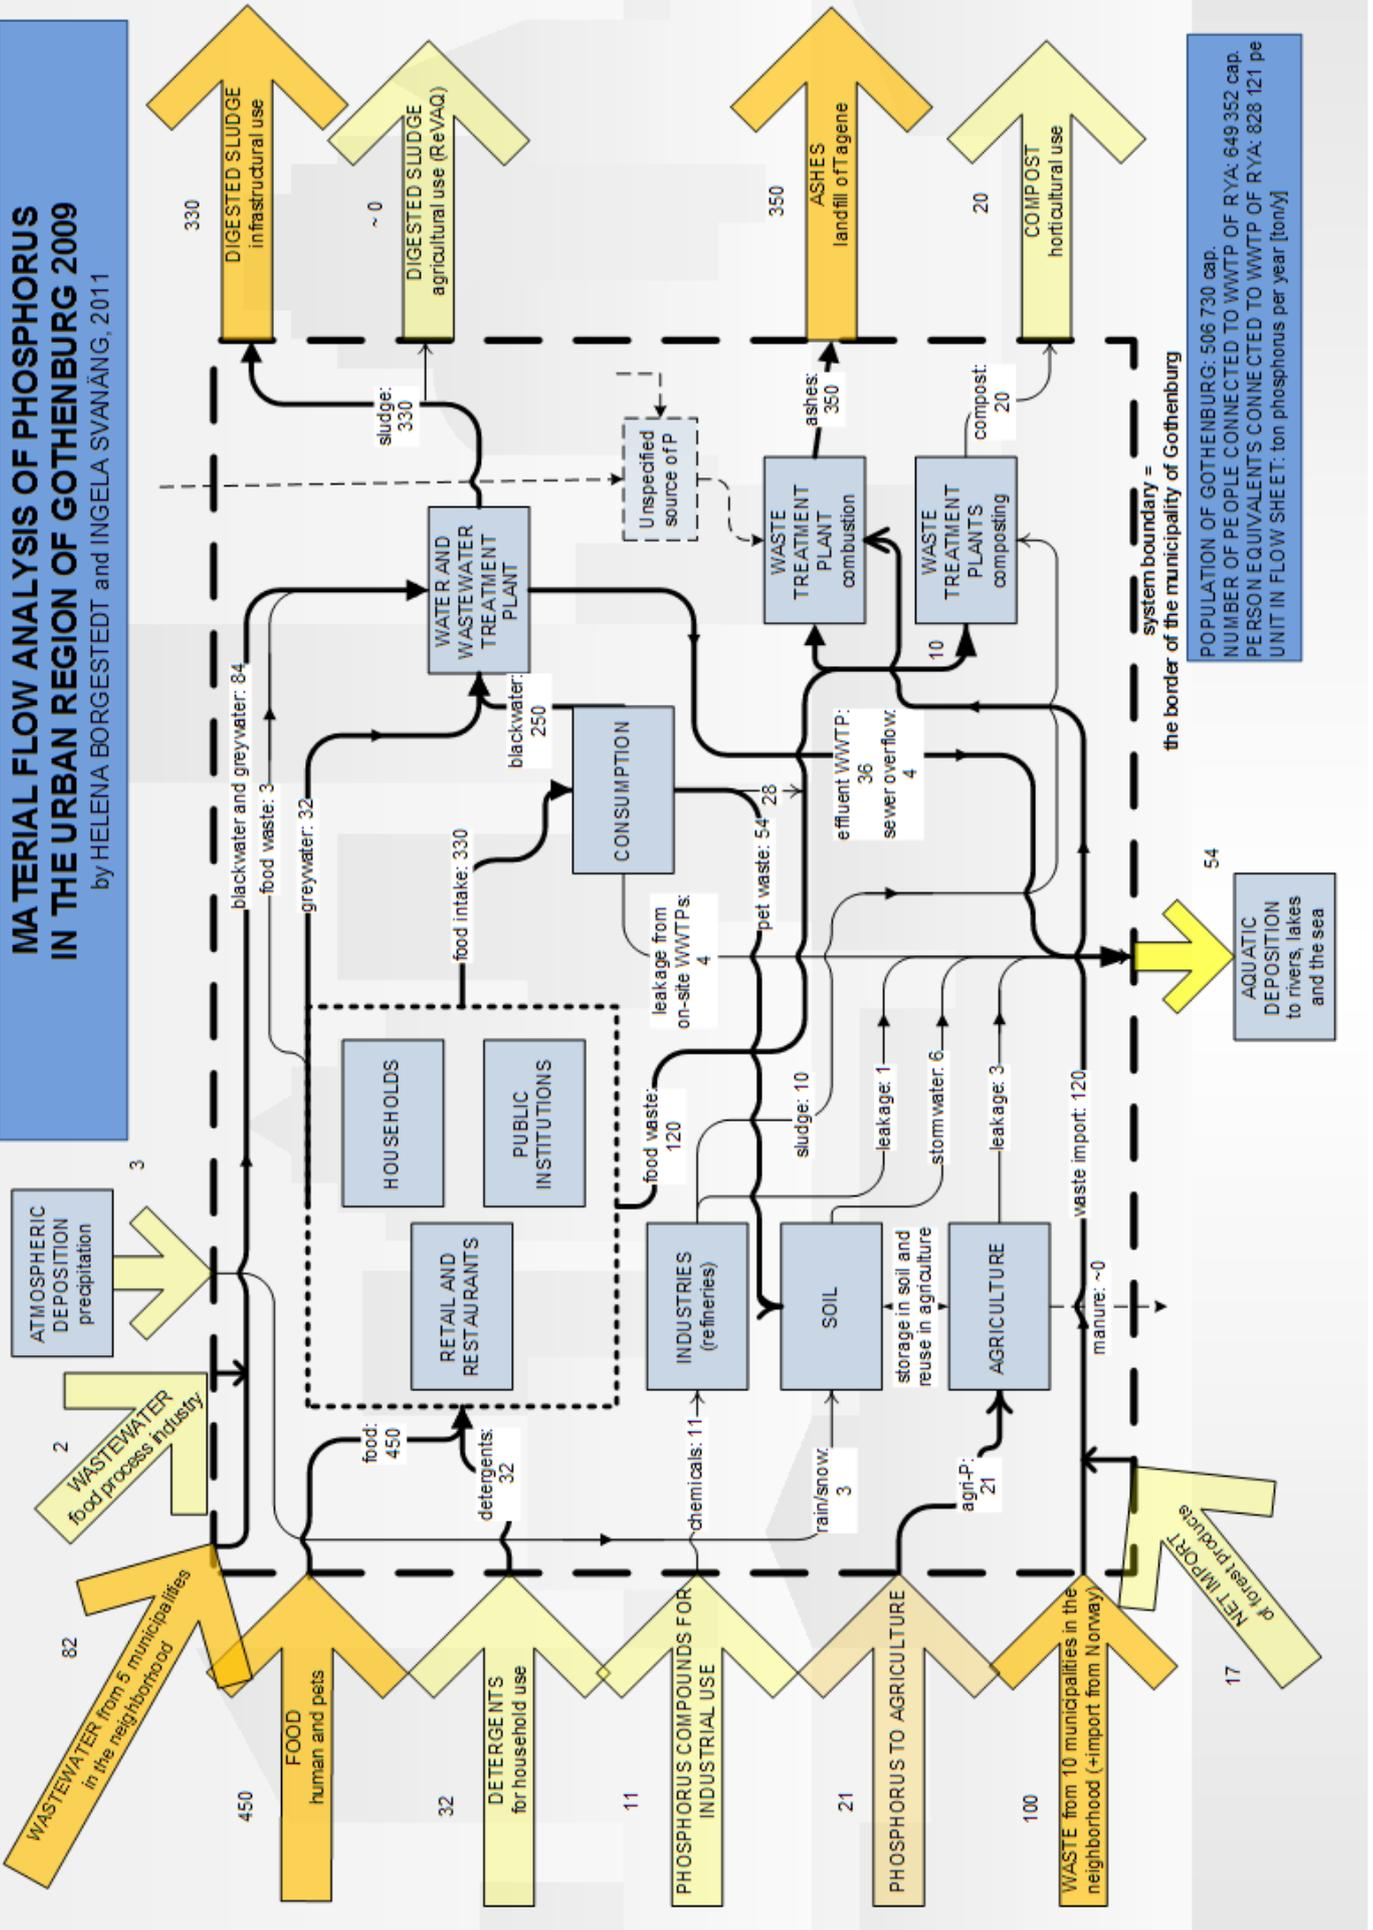 MATERIAL FLOW ANALYSIS OF PHOSPHORUS
IN THE URBAN REGION OF GOTHENBURG 2009
by HELENA BORGESTEDT and INGELA SVANÄNG, 2011
82
WASTEWATER from 5 municipalities
in the neighborhood
2
WASTEWATER
food process industry
ATMOSPHERIC
DEPOSITION
precipitation
3
450
FOOD
human and pets
32
DETERGENTS
for household use
11
PHOSPHORUS COMPOUNDS FOR
INDUSTRIAL USE
21
PHOSPHORUS TO AGRICULTURE
100
WASTE from 10 municipalities in the
neighborhood (+import from Norway)
17
NET IMPORT
of forest products
blackwater and greywater: 84
food waste: 3
greywater: 32
food:
450
detergents:
32
chemicals: 11
rain/snow:
3
agri-P:
21
RETAIL AND
RESTAURANTS
HOUSEHOLDS
PUBLIC
INSTITUTIONS
INDUSTRIES
(refineries)
SOIL
storage in soil and
reuse in agriculture
AGRICULTURE
manure: ~0
food waste:
120
sludge: 10
leakage: 1
stormwater: 6
leakage: 3
waste import: 120
food intake: 330
leakage from
on-site WWTPs:
4
CONSUMPTION
pet waste: 54
28
blackwater:
250
effluent WWTP:
36
sewer overflow:
4
WATER AND
WASTEWATER
TREATMENT
PLANT
Unspecified
source of P
WASTE
TREATMENT
PLANT
combustion
10
WASTE
TREATMENT
PLANTS
composting
sludge:
330
ashes:
350
compost:
20
330
DIGESTED SLUDGE
infrastructural use
~ 0
DIGESTED SLUDGE
agricultural use (ReVAQ)
350
ASHES
landfill of Tagene
20
COMPOST
horticultural use
54
AQUATIC
DEPOSITION
to rivers, lakes
and the sea
system boundary =
the border of the municipality of Gothenburg
POPULATION OF GOTHENBURG: 506 730 cap.
NUMBER OF PEOPLE CONNECTED TO WWTP OF RYA: 649 352 cap.
PERSON EQUIVALENTS CONNECTED TO WWTP OF RYA: 828 121 pe
UNIT IN FLOW SHEET: ton phosphorus per year [ton/y]